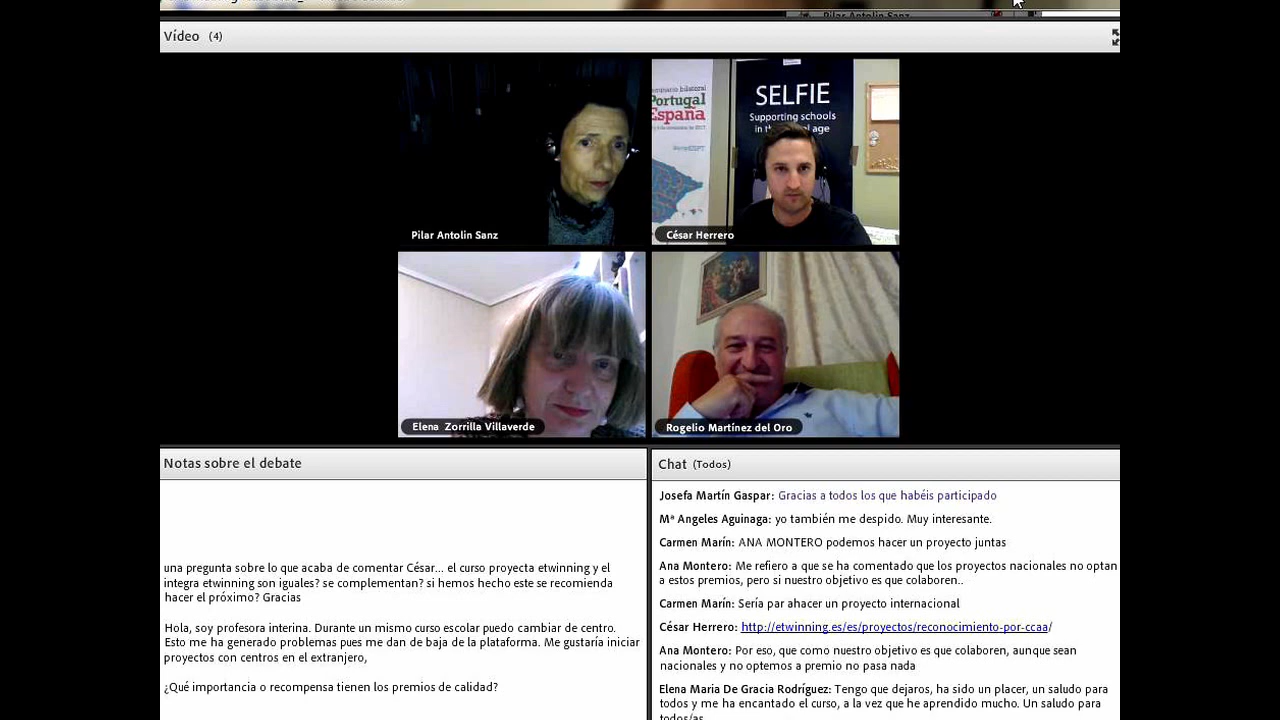 Pilar Antolin Sanz
Vídeo (4)
Portugal
España
SELFIE
Supporting schools
in the
age
Pilar Antolin Sanz
César Herrero
Elena Zorrilla Villaverde
Rogelio Martínez del Oro
Notas sobre el debate
una pregunta sobre lo que acaba de comentar César... el curso proyecta etwinning y el
integra etwinning son iguales? se complementan? si hemos hecho este se recomienda
hacer el próximo? Gracias
Hola, soy profesora interina. Durante un mismo curso escolar puedo cambiar de centro.
Esto me ha generado problemas pues me dan de baja de la plataforma. Me gustaría iniciar
proyectos con centros en el extranjero,
¿Qué importancia o recompensa tienen los premios de calidad?
Chat (Todos)
Josefa Martín Gaspar: Gracias a todos los que habéis participado
Mª Angeles Aguinaga: yo también me despido. Muy interesante.
Carmen Marín: ANA MONTERO podemos hacer un proyecto juntas
Ana Montero: Me refiero a que se ha comentado que los proyectos nacionales no optan
a estos premios, pero si nuestro objetivo es que colaboren..
Carmen Marín: Sería par ahacer un proyecto internacional
César Herrero: http://etwinning.es/es/proyectos/reconocimiento-por-ccaa/
Ana Montero: Por eso, que como nuestro objetivo es que colaboren, aunque sean
nacionales y no optemos a premio no pasa nada
Elena Maria De Gracia Rodríguez: Tengo que dejaros, ha sido un placer, un saludo para
todos y me ha encantado el curso, a la vez que he aprendido mucho. Un saludo para
todos/as